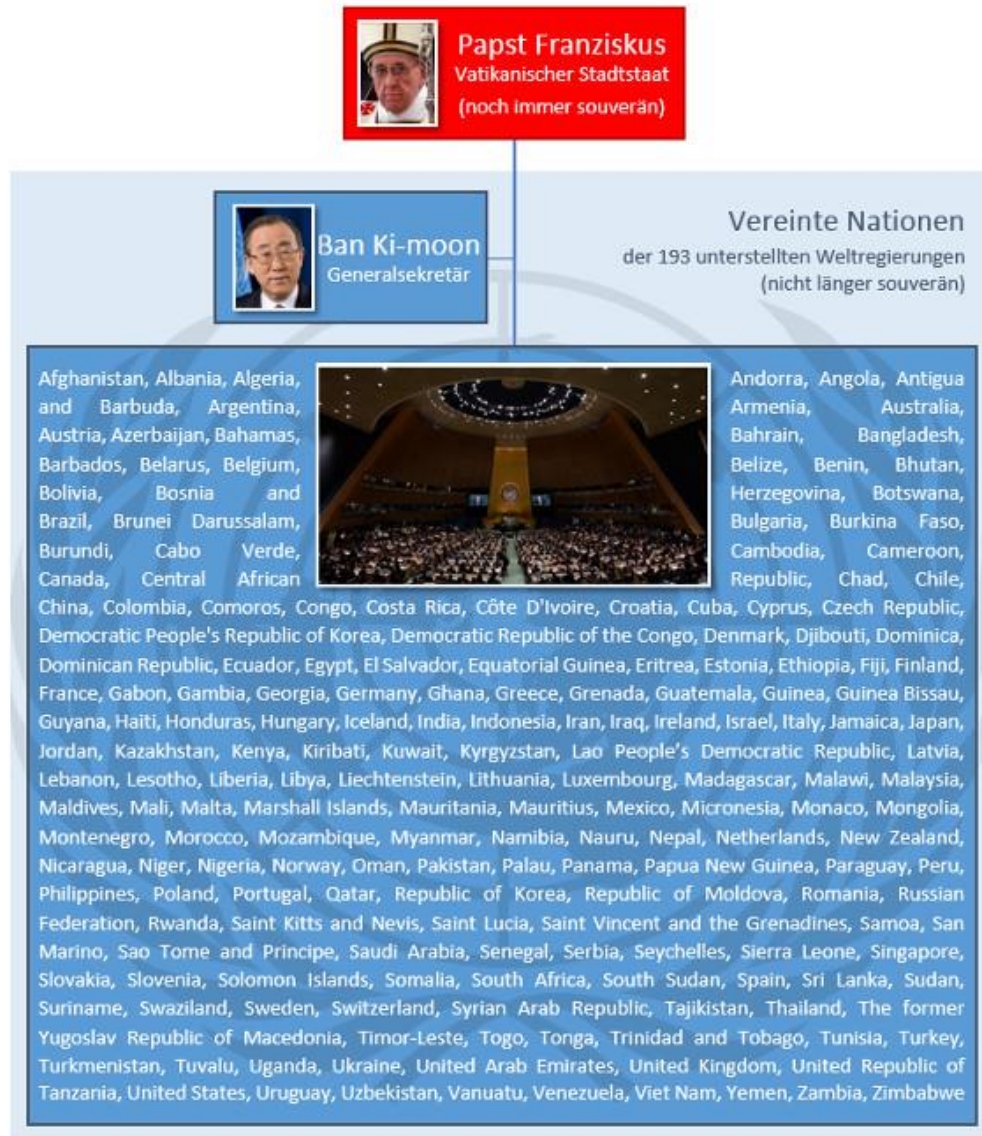 Papst Franziskus
Vatikanischer Stadtstaat
(noch immer souverän)
Ban Ki-moon
Generalsekretär
Vereinte Nationen
der 193 unterstellten Weltregierungen
(nicht länger souverän)
Afghanistan, Albania, Algeria, Andorra, Angola, Antigua
and Barbuda, Argentina, Armenia, Australia,
Austria, Azerbaijan, Bahamas, Bahrain, Bangladesh,
Barbados, Belarus, Belgium, Belize, Benin, Bhutan,
Bolivia, Bosnia and Herzegovina, Botswana,
Brazil, Brunei Darussalam, Bulgaria, Burkina Faso,
Burundi, Cabo Verde, Cambodia, Cameroon,
Canada, Central African Republic, Chad, Chile,
China, Colombia, Comoros, Congo, Costa Rica, Côte D'Ivoire, Croatia, Cuba, Cyprus, Czech Republic,
Democratic People's Republic of Korea, Democratic Republic of the Congo, Denmark, Djibouti, Dominica,
Dominican Republic, Ecuador, Egypt, El Salvador, Equatorial Guinea, Eritrea, Estonia, Ethiopia, Fiji, Finland,
France, Gabon, Gambia, Georgia, Germany, Ghana, Greece, Grenada, Guatemala, Guinea, Guinea Bissau,
Guyana, Haiti, Honduras, Hungary, Iceland, India, Indonesia, Iran, Iraq, Ireland, Israel, Italy, Jamaica, Japan,
Jordan, Kazakhstan, Kenya, Kiribati, Kuwait, Kyrgyzstan, Lao People’s Democratic Republic, Latvia,
Lebanon, Lesotho, Liberia, Libya, Liechtenstein, Lithuania, Luxembourg, Madagascar, Malawi, Malaysia,
Maldives, Mali, Malta, Marshall Islands, Mauritania, Mauritius, Mexico, Micronesia, Monaco, Mongolia,
Montenegro, Morocco, Mozambique, Myanmar, Namibia, Nauru, Nepal, Netherlands, New Zealand,
Nicaragua, Niger, Nigeria, Norway, Oman, Pakistan, Palau, Panama, Papua New Guinea, Paraguay, Peru,
Philippines, Poland, Portugal, Qatar, Republic of Korea, Republic of Moldova, Romania, Russian
Federation, Rwanda, Saint Kitts and Nevis, Saint Lucia, Saint Vincent and the Grenadines, Samoa, San
Marino, Sao Tome and Principe, Saudi Arabia, Senegal, Serbia, Seychelles, Sierra Leone, Singapore,
Slovakia, Slovenia, Solomon Islands, Somalia, South Africa, South Sudan, Spain, Sri Lanka, Sudan,
Suriname, Swaziland, Sweden, Switzerland, Syrian Arab Republic, Tajikistan, Thailand, The former
Yugoslav Republic of Macedonia, Timor-Leste, Togo, Tonga, Trinidad and Tobago, Tunisia, Turkey,
Turkmenistan, Tuvalu, Uganda, Ukraine, United Arab Emirates, United Kingdom, United Republic of
Tanzania, United States, Uruguay, Uzbekistan, Vanuatu, Venezuela, Viet Nam, Yemen, Zambia, Zimbabwe